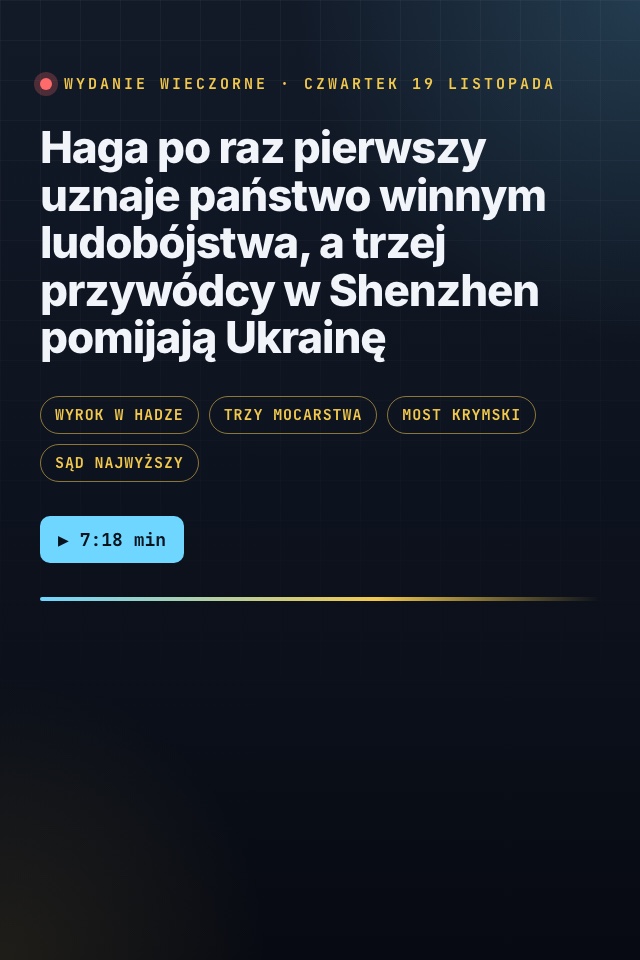 WYDANIE WIECZORNE · CZWARTEK 19 LISTOPADA
Haga po raz pierwszy
uznaje państwo winnym
ludobójstwa, a trzej
przywódcy w Shenzhen
pomijają Ukrainę
WYROK W HADZE
TRZY MOCARSTWA
MOST KRYMSKI
SĄD NAJWYŻSZY
▶ 7:18 min